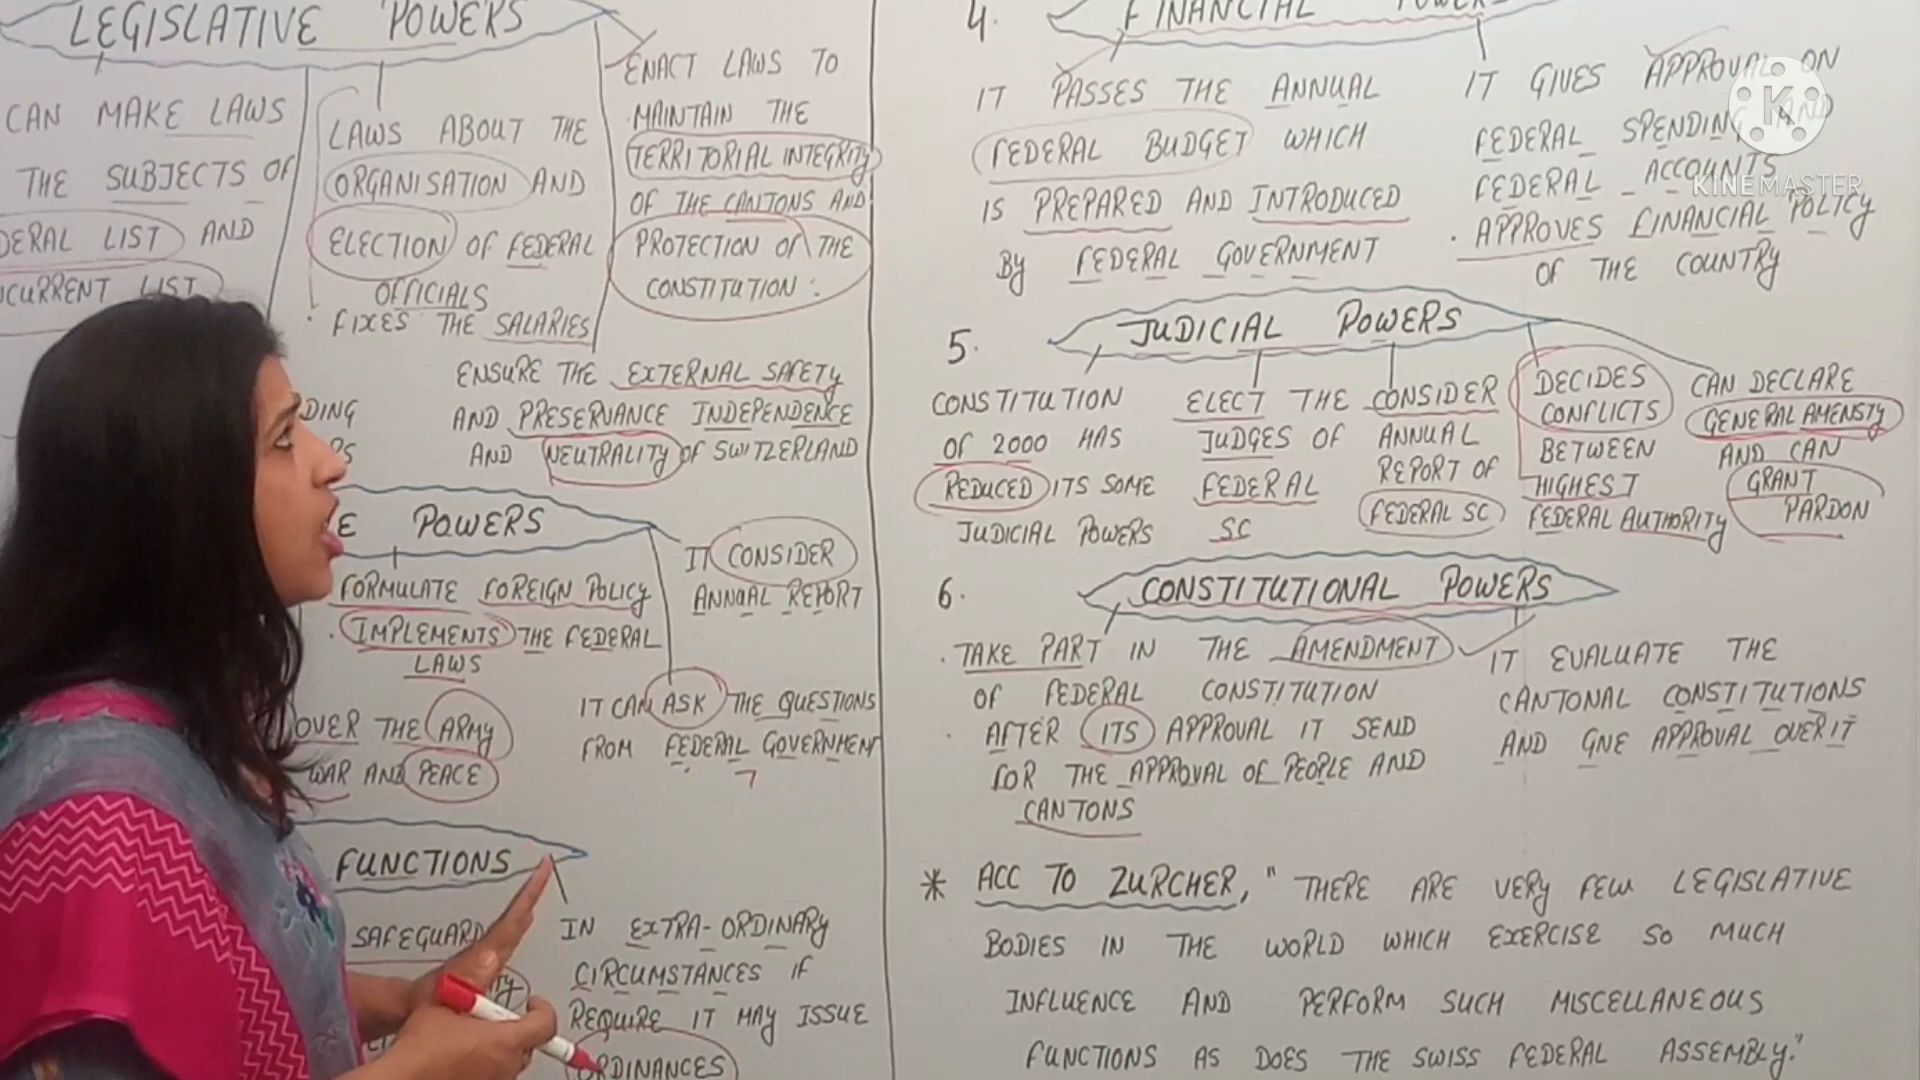 LEGISLATIVE POWERS
CAN MAKE LAWS
THE SUBJECTS OF
LIST AND
LIST
LAWS ABOUT THE
ORGANISATION AND
ELECTION OF FEDERAL
OFFICIALS
FIXES THE SALARIES
ENACT LAWS TO
MAINTAIN THE
TERRITORIAL INTEGRITY
OF THE CANTONS AND
PROTECTION OF THE
CONSTITUTION
ENSURE THE EXTERNAL SAFETY
AND PRESERVANCE INDEPENDENCE
AND NEUTRALITY OF SWITZERLAND
POWERS
FORMULATE FOREIGN POLICY
. IMPLEMENTS THE FEDERAL
LAWS
OVER THE ARMY
WAR AND PEACE
IT CONSIDER
ANNUAL REPORT
IT CAN ASK THE QUESTIONS
FROM FEDERAL GOVERNMENT
FUNCTIONS
SAFEGUARD
IN EXTRA-ORDINARY
CIRCUMSTANCES IF
REQUIRE IT MAY ISSUE
ORDINANCES
4. FINANCIAL
IT PASSES THE ANNUAL
FEDERAL BUDGET WHICH
IS PREPARED AND INTRODUCED
BY FEDERAL GOVERNMENT
IT GIVES APPROVAL ON
FEDERAL SPENDING AND
FEDERAL ACCOUNTS
. APPROVES FINANCIAL POLICY
OF THE COUNTRY
K
KINEMASTER
5. JUDICIAL POWERS
CONSTITUTION
OF 2000 HAS
REDUCED ITS SOME
JUDICIAL POWERS
ELECT THE
JUDGES OF
FEDERAL
SC
CONSIDER
ANNUAL
REPORT OF
FEDERAL SC
DECIDES
CONFLICTS
BETWEEN
HIGHEST
FEDERAL AUTHORITY
CAN DECLARE
GENERAL AMENSTY
AND CAN
GRANT
PARDON
6. CONSTITUTIONAL POWERS
. TAKE PART IN THE AMENDMENT
OF FEDERAL CONSTITUTION
. AFTER ITS APPROVAL IT SEND
FOR THE APPROVAL OF PEOPLE AND
CANTONS
IT EVALUATE THE
CANTONAL CONSTITUTIONS
AND GIVE APPROVAL OVER IT
* ACC TO ZURCHER, "THERE ARE VERY FEW LEGISLATIVE
BODIES IN THE WORLD WHICH EXERCISE SO MUCH
INFLUENCE AND PERFORM SUCH MISCELLANEOUS
FUNCTIONS AS DOES THE SWISS FEDERAL ASSEMBLY."